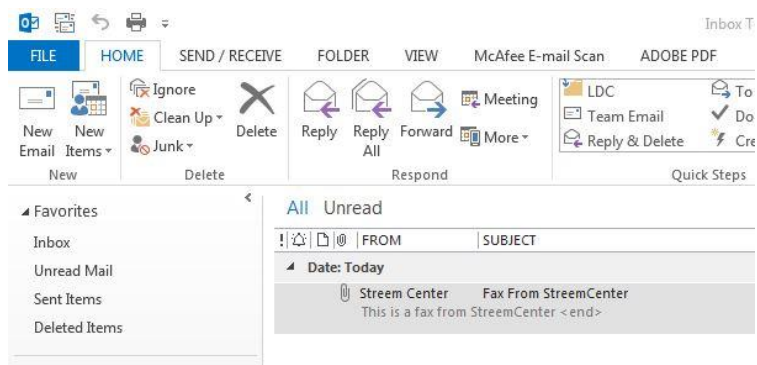 Inbox T
FILE HOME SEND / RECEIVE FOLDER VIEW McAfee E-mail Scan ADOBE PDF
New Email
New Items
Ignore
Clean Up
Junk
Delete
Reply
Reply All
Forward
Meeting
More
LDC
Team Email
Reply & Delete
To
Do
Cre
New Delete Respond Quick Steps
Favorites
Inbox
Unread Mail
Sent Items
Deleted Items
All Unread
! FROM SUBJECT
Date: Today
Streem Center Fax From StreemCenter
This is a fax from StreemCenter <end>